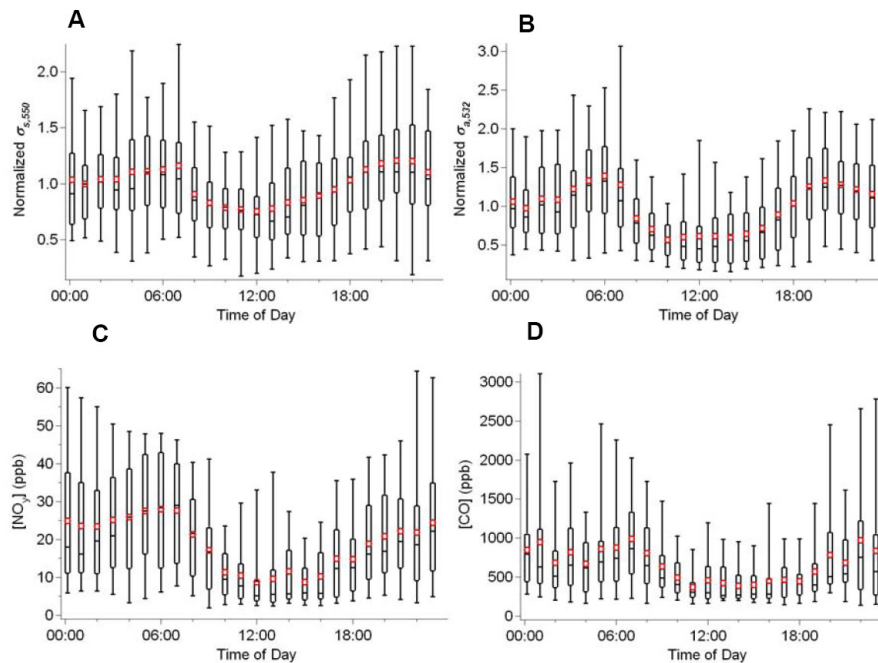 A
Normalized σs,550
2.0
1.5
1.0
0.5
00:00 06:00 12:00 18:00
Time of Day
B
Normalized σa,532
3.0
2.5
2.0
1.5
1.0
0.5
00:00 06:00 12:00 18:00
Time of Day
C
[NOy] (ppb)
60
50
40
30
20
10
0
00:00 06:00 12:00 18:00
Time of Day
D
[CO] (ppb)
3000
2500
2000
1500
1000
500
0
00:00 06:00 12:00 18:00
Time of Day